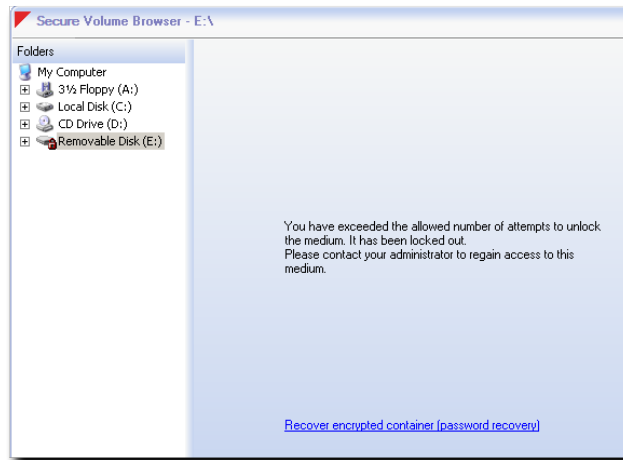 Secure Volume Browser - E:\
Folders
My Computer
3½ Floppy (A:)
Local Disk (C:)
CD Drive (D:)
Removable Disk (E:)
You have exceeded the allowed number of attempts to unlock
the medium. It has been locked out.
Please contact your administrator to regain access to this
medium.
Recover encrypted container (password recovery)